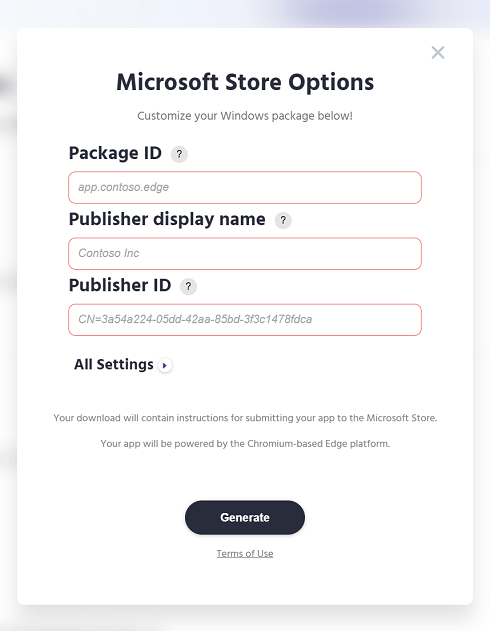 Microsoft Store Options
Customize your Windows package below!
Package ID ?
app.contoso.edge
Publisher display name ?
Contoso Inc
Publisher ID ?
CN=3a54a224-05dd-42aa-85bd-3f3c1478fdca
All Settings
Your download will contain instructions for submitting your app to the Microsoft Store.
Your app will be powered by the Chromium-based Edge platform.
Generate
Terms of Use